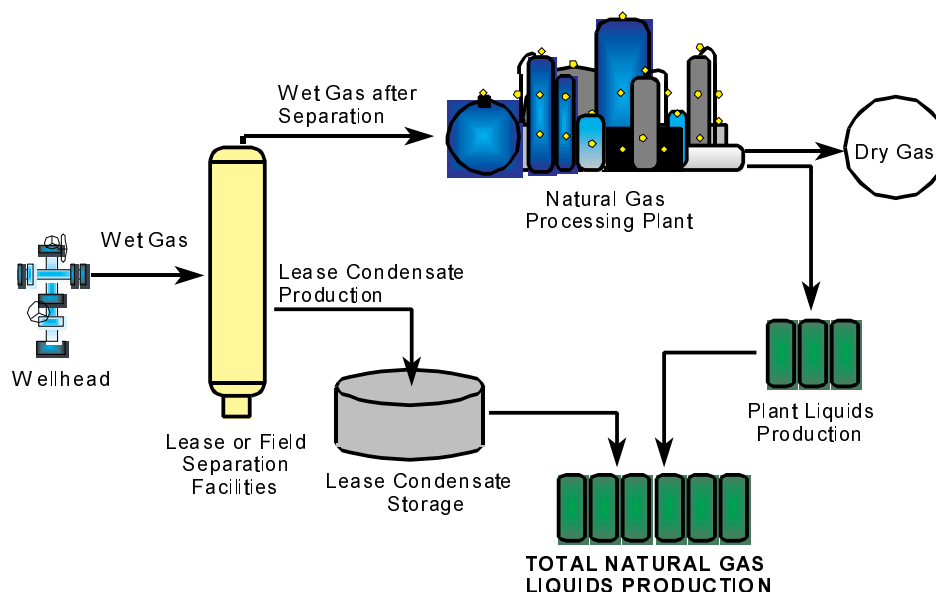 Wet Gas after
Separation
Dry Gas
Natural Gas
Processing Plant
Wet Gas
Lease Condensate
Production
Wellhead
Plant Liquids
Production
Lease or Field
Separation
Facilities
Lease Condensate
Storage
TOTAL NATURAL GAS
LIQUIDS PRODUCTION